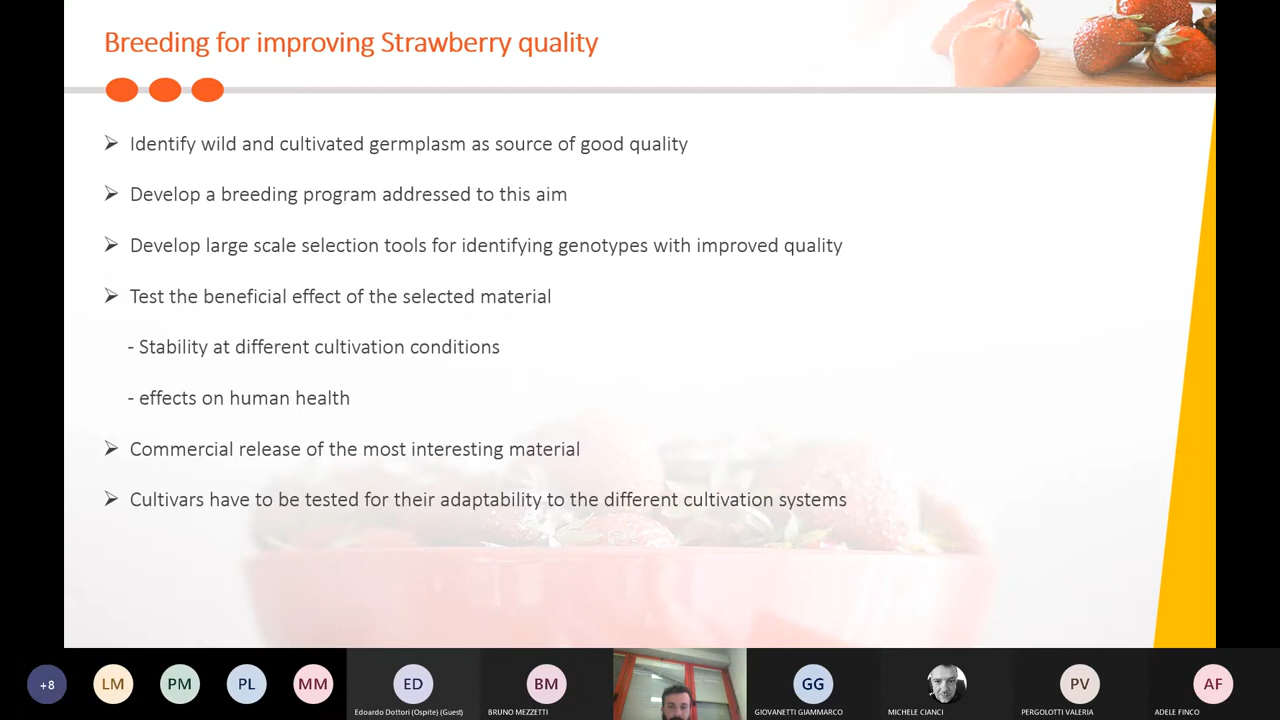 Breeding for improving Strawberry quality
Identify wild and cultivated germplasm as source of good quality
Develop a breeding program addressed to this aim
Develop large scale selection tools for identifying genotypes with improved quality
Test the beneficial effect of the selected material
- Stability at different cultivation conditions
- effects on human health
Commercial release of the most interesting material
Cultivars have to be tested for their adaptability to the different cultivation systems
+8
LM
PM
PL
MM
ED
BM
GG
PV
AF
Edoardo Dottori (Ospite) (Guest)
BRUNO MEZZETTI
GIOVANETTI GIAMMARCO
MICHELE CIANCI
PERGOLOTTI VALERIA
ADELE FINCO